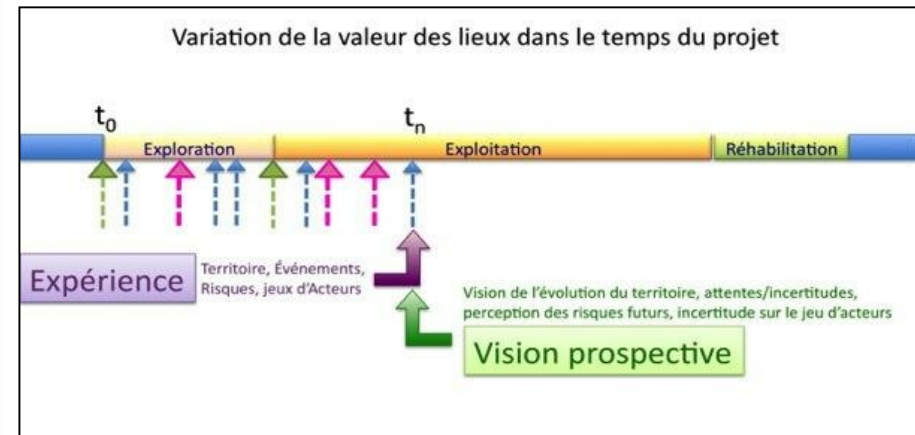 Variation de la valeur des lieux dans le temps du projet
t0
tn
Exploration
Exploitation
Réhabilitation
Expérience
Territoire, Événements,
Risques, jeux d'Acteurs
Vision de l'évolution du territoire, attentes/incertitudes,
perception des risques futurs, incertitude sur le jeu d'acteurs
Vision prospective